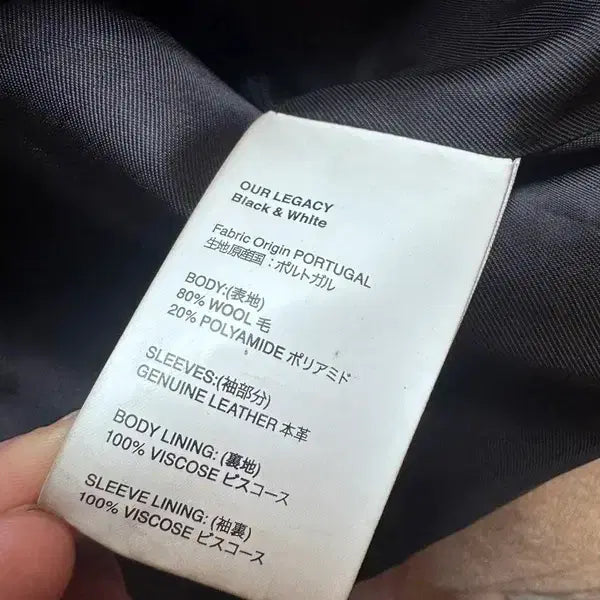 OUR LEGACY
Black & White
Fabric Origin PORTUGAL
生地原産国：ポルトガル
BODY:(表地)
80% WOOL 毛
20% POLYAMIDE ポリアミド
SLEEVES:(袖部分)
GENUINE LEATHER 本革
BODY LINING: (裏地)
100% VISCOSE ビスコース
SLEEVE LINING: (袖裏)
100% VISCOSE ビスコース